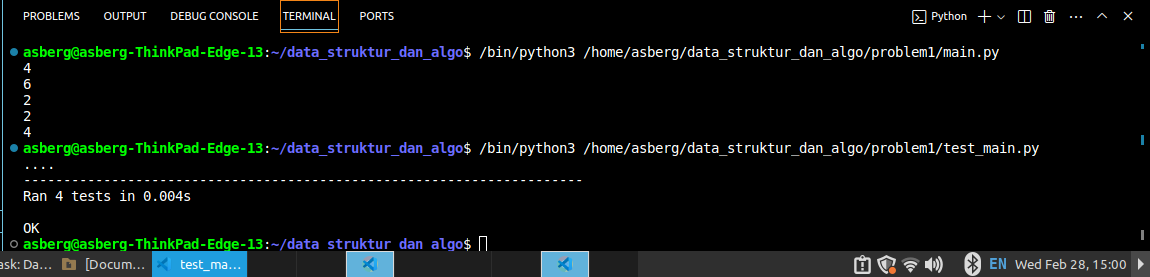 PROBLEMS OUTPUT DEBUG CONSOLE TERMINAL PORTS Python
asberg@asberg-ThinkPad-Edge-13:~/data_struktur_dan_algo$ /bin/python3 /home/asberg/data_struktur_dan_algo/problem1/main.py
4
6
2
2
4
asberg@asberg-ThinkPad-Edge-13:~/data_struktur_dan_algo$ /bin/python3 /home/asberg/data_struktur_dan_algo/problem1/test_main.py
....
----------------------------------------------------------------------
Ran 4 tests in 0.004s
OK
asberg@asberg-ThinkPad-Edge-13:~/data_struktur_dan_algo$
ask: Da... [Docum... test_ma... EN Wed Feb 28, 15:00